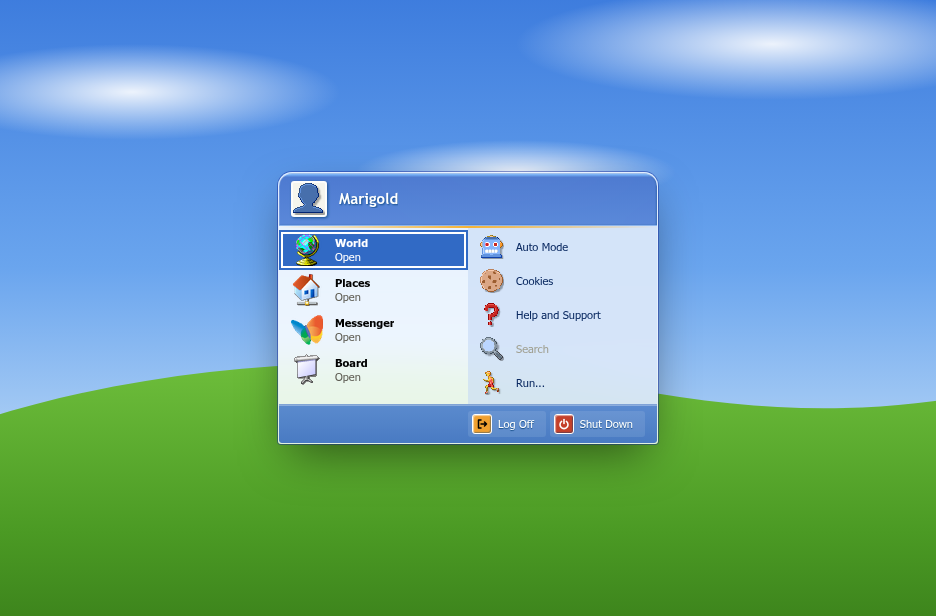 Marigold
World
Open
Places
Open
Messenger
Open
Board
Open
Auto Mode
Cookies
Help and Support
Search
Run...
Log Off
Shut Down